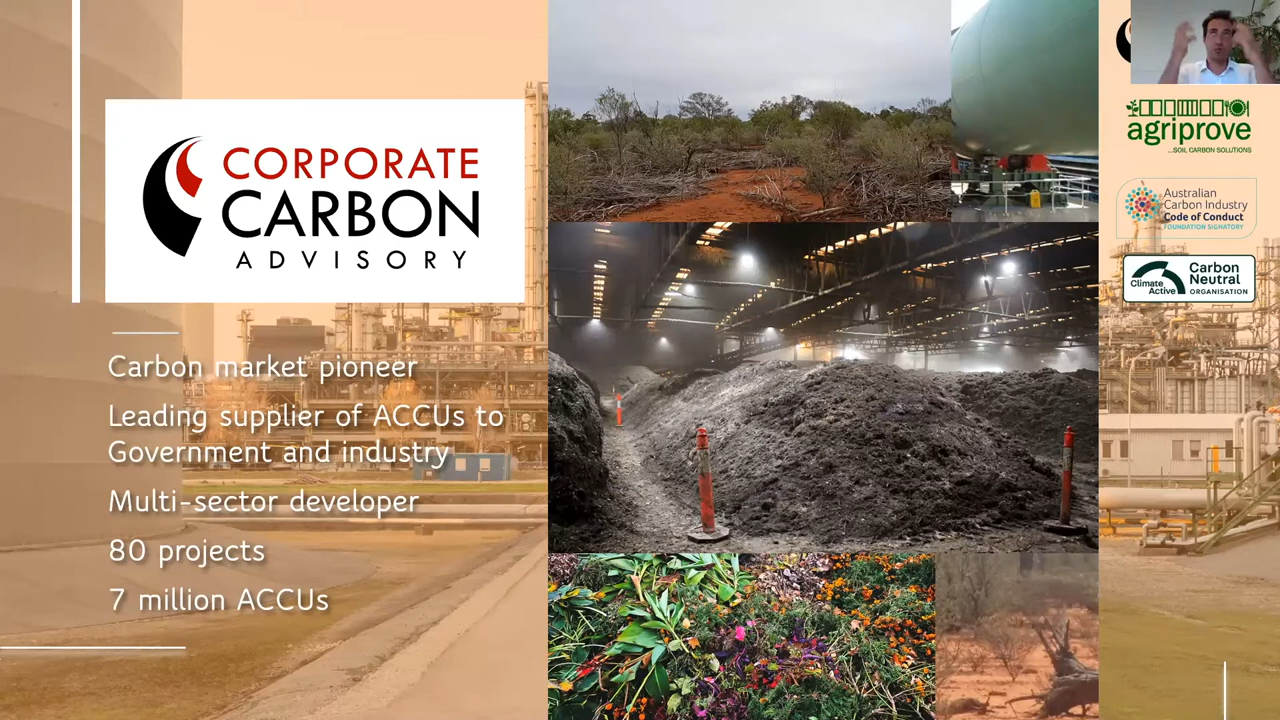 CORPORATE
CARBON
ADVISORY
Carbon market pioneer
Leading supplier of ACCUs to
Government and industry
Multi-sector developer
80 projects
7 million ACCUs
agriprove
...SOIL CARBON SOLUTIONS
Australian
Carbon Industry
Code of Conduct
FOUNDATION SIGNATORY
Climate
Active
Carbon
Neutral
ORGANISATION